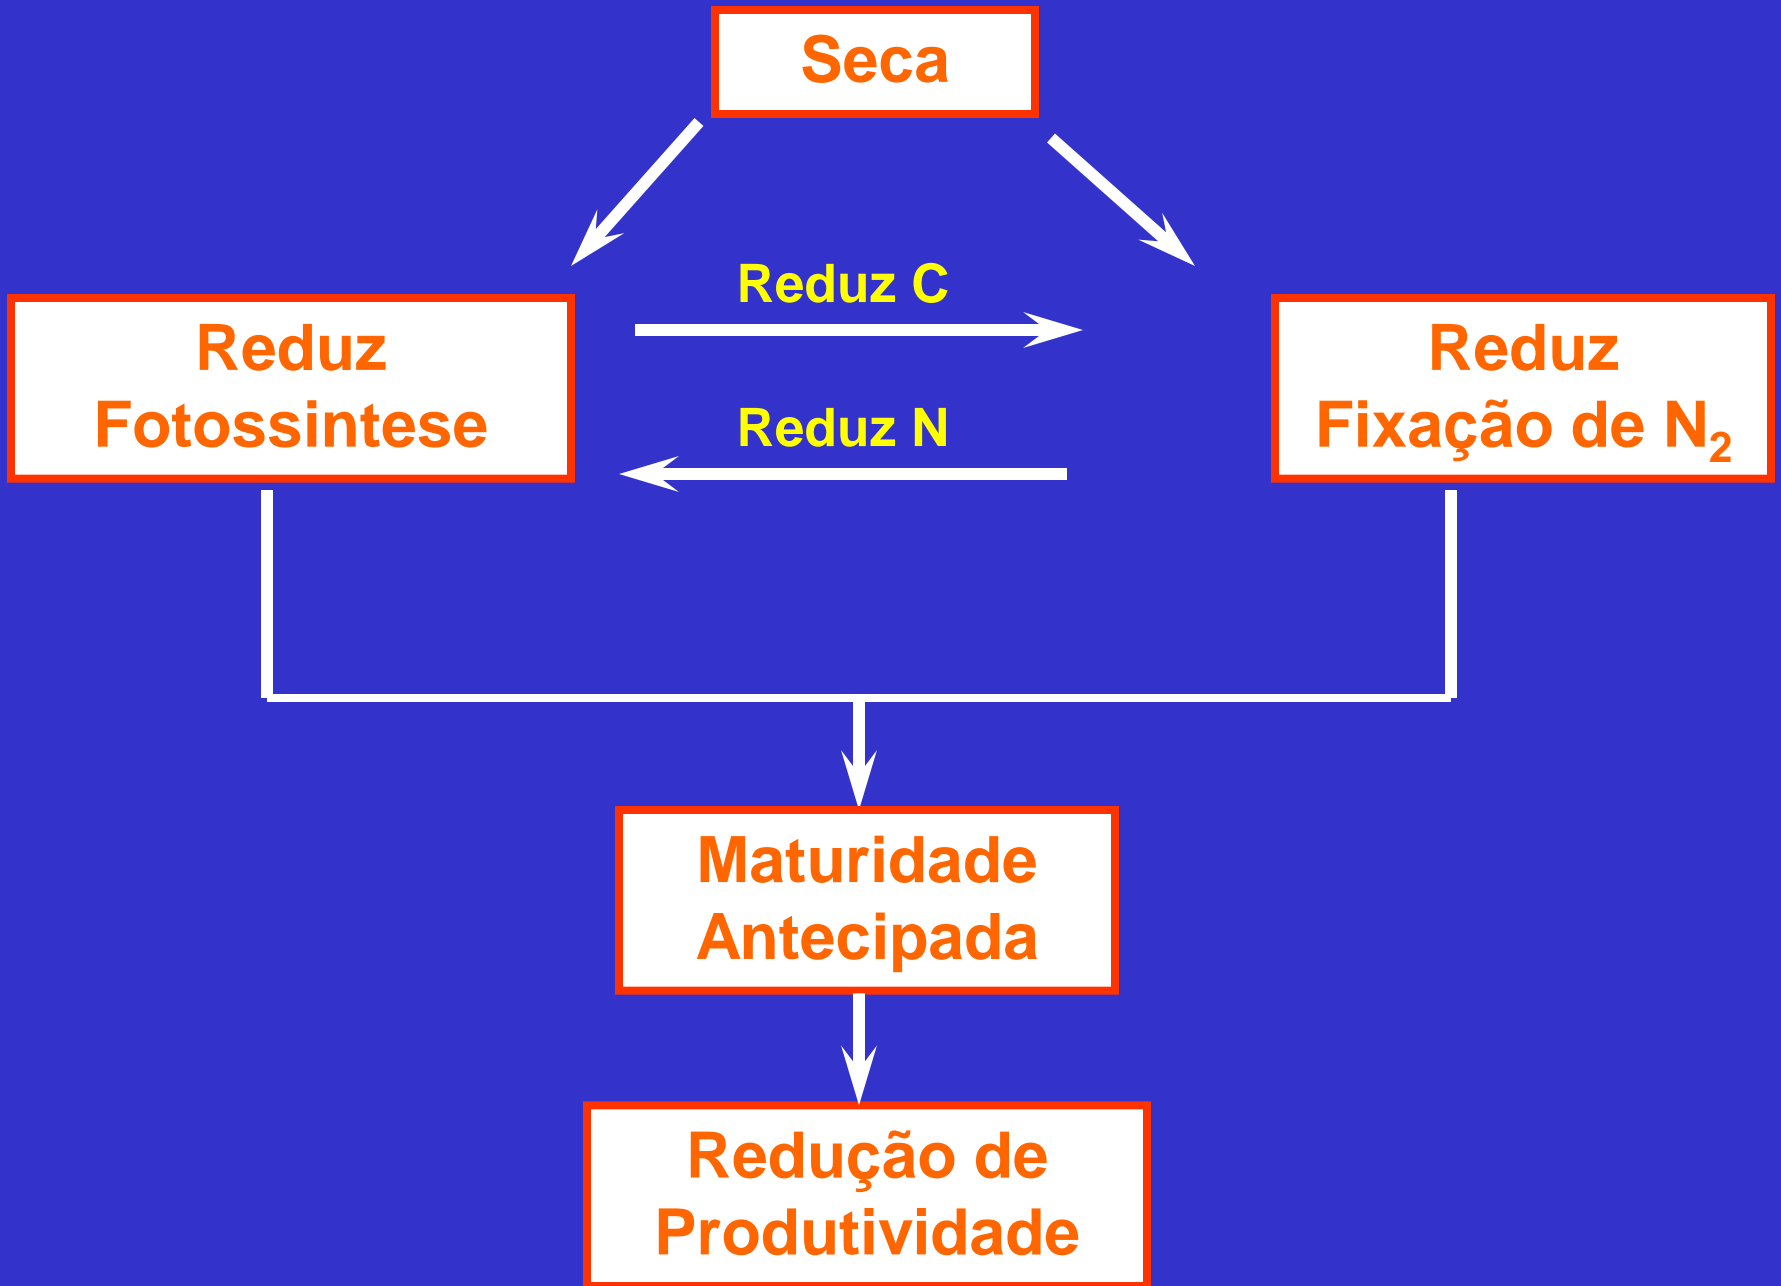 Seca
Reduz C
Reduz
Fotossintese
Reduz N
Reduz
Fixação de N₂
Maturidade
Antecipada
Redução de
Produtividade